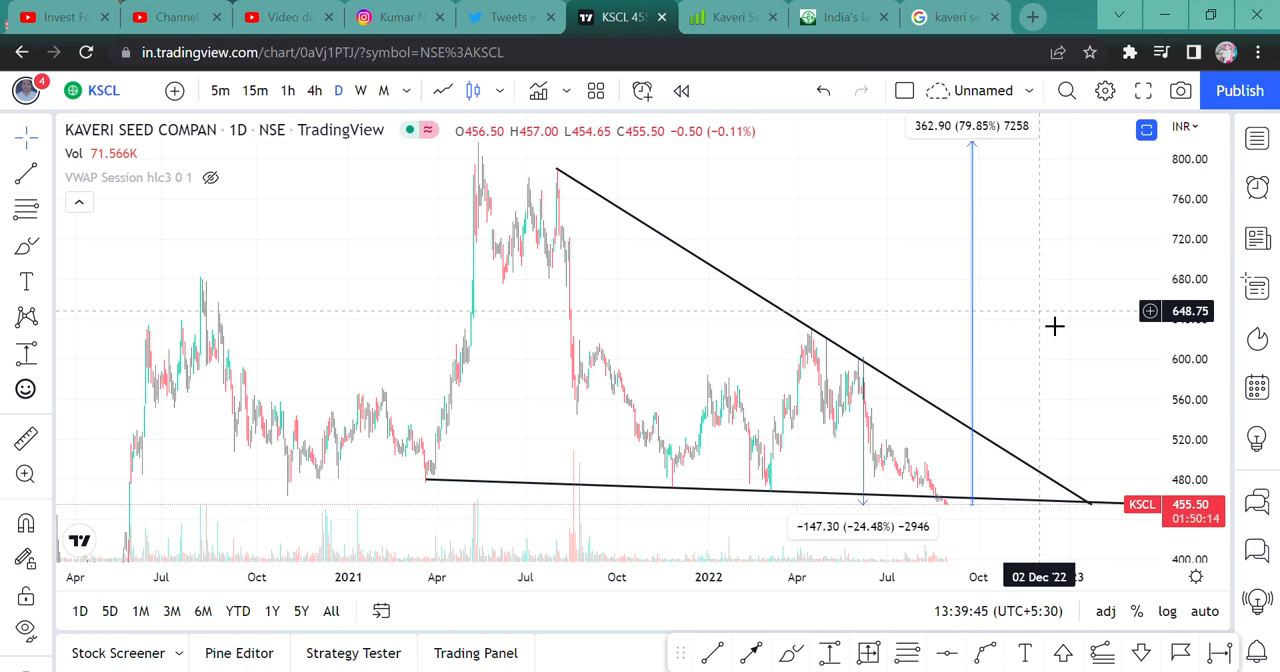 Invest Fo
Channel
Video de
Kumar N
Tweets w
KSCL 455
Kaveri Se
India's la
kaveri se
in.tradingview.com/chart/0aVj1PTJ/?symbol=NSE%3AKSCL
4
KSCL
5m 15m 1h 4h D W M
Unnamed
Publish
KAVERI SEED COMPAN · 1D · NSE · TradingView
O456.50 H457.00 L454.65 C455.50 −0.50 (−0.11%)
362.90 (79.85%) 7258
INR
Vol 71.566K
VWAP Session hlc3 0 1
800.00
760.00
720.00
680.00
648.75
600.00
560.00
520.00
480.00
KSCL 455.50
01:50:14
−147.30 (−24.48%) −2946
400.00
Apr Jul Oct 2021 Apr Jul Oct 2022 Apr Jul Oct 02 Dec '22 3
1D 5D 1M 3M 6M YTD 1Y 5Y All
13:39:45 (UTC+5:30) adj % log auto
Stock Screener Pine Editor Strategy Tester Trading Panel